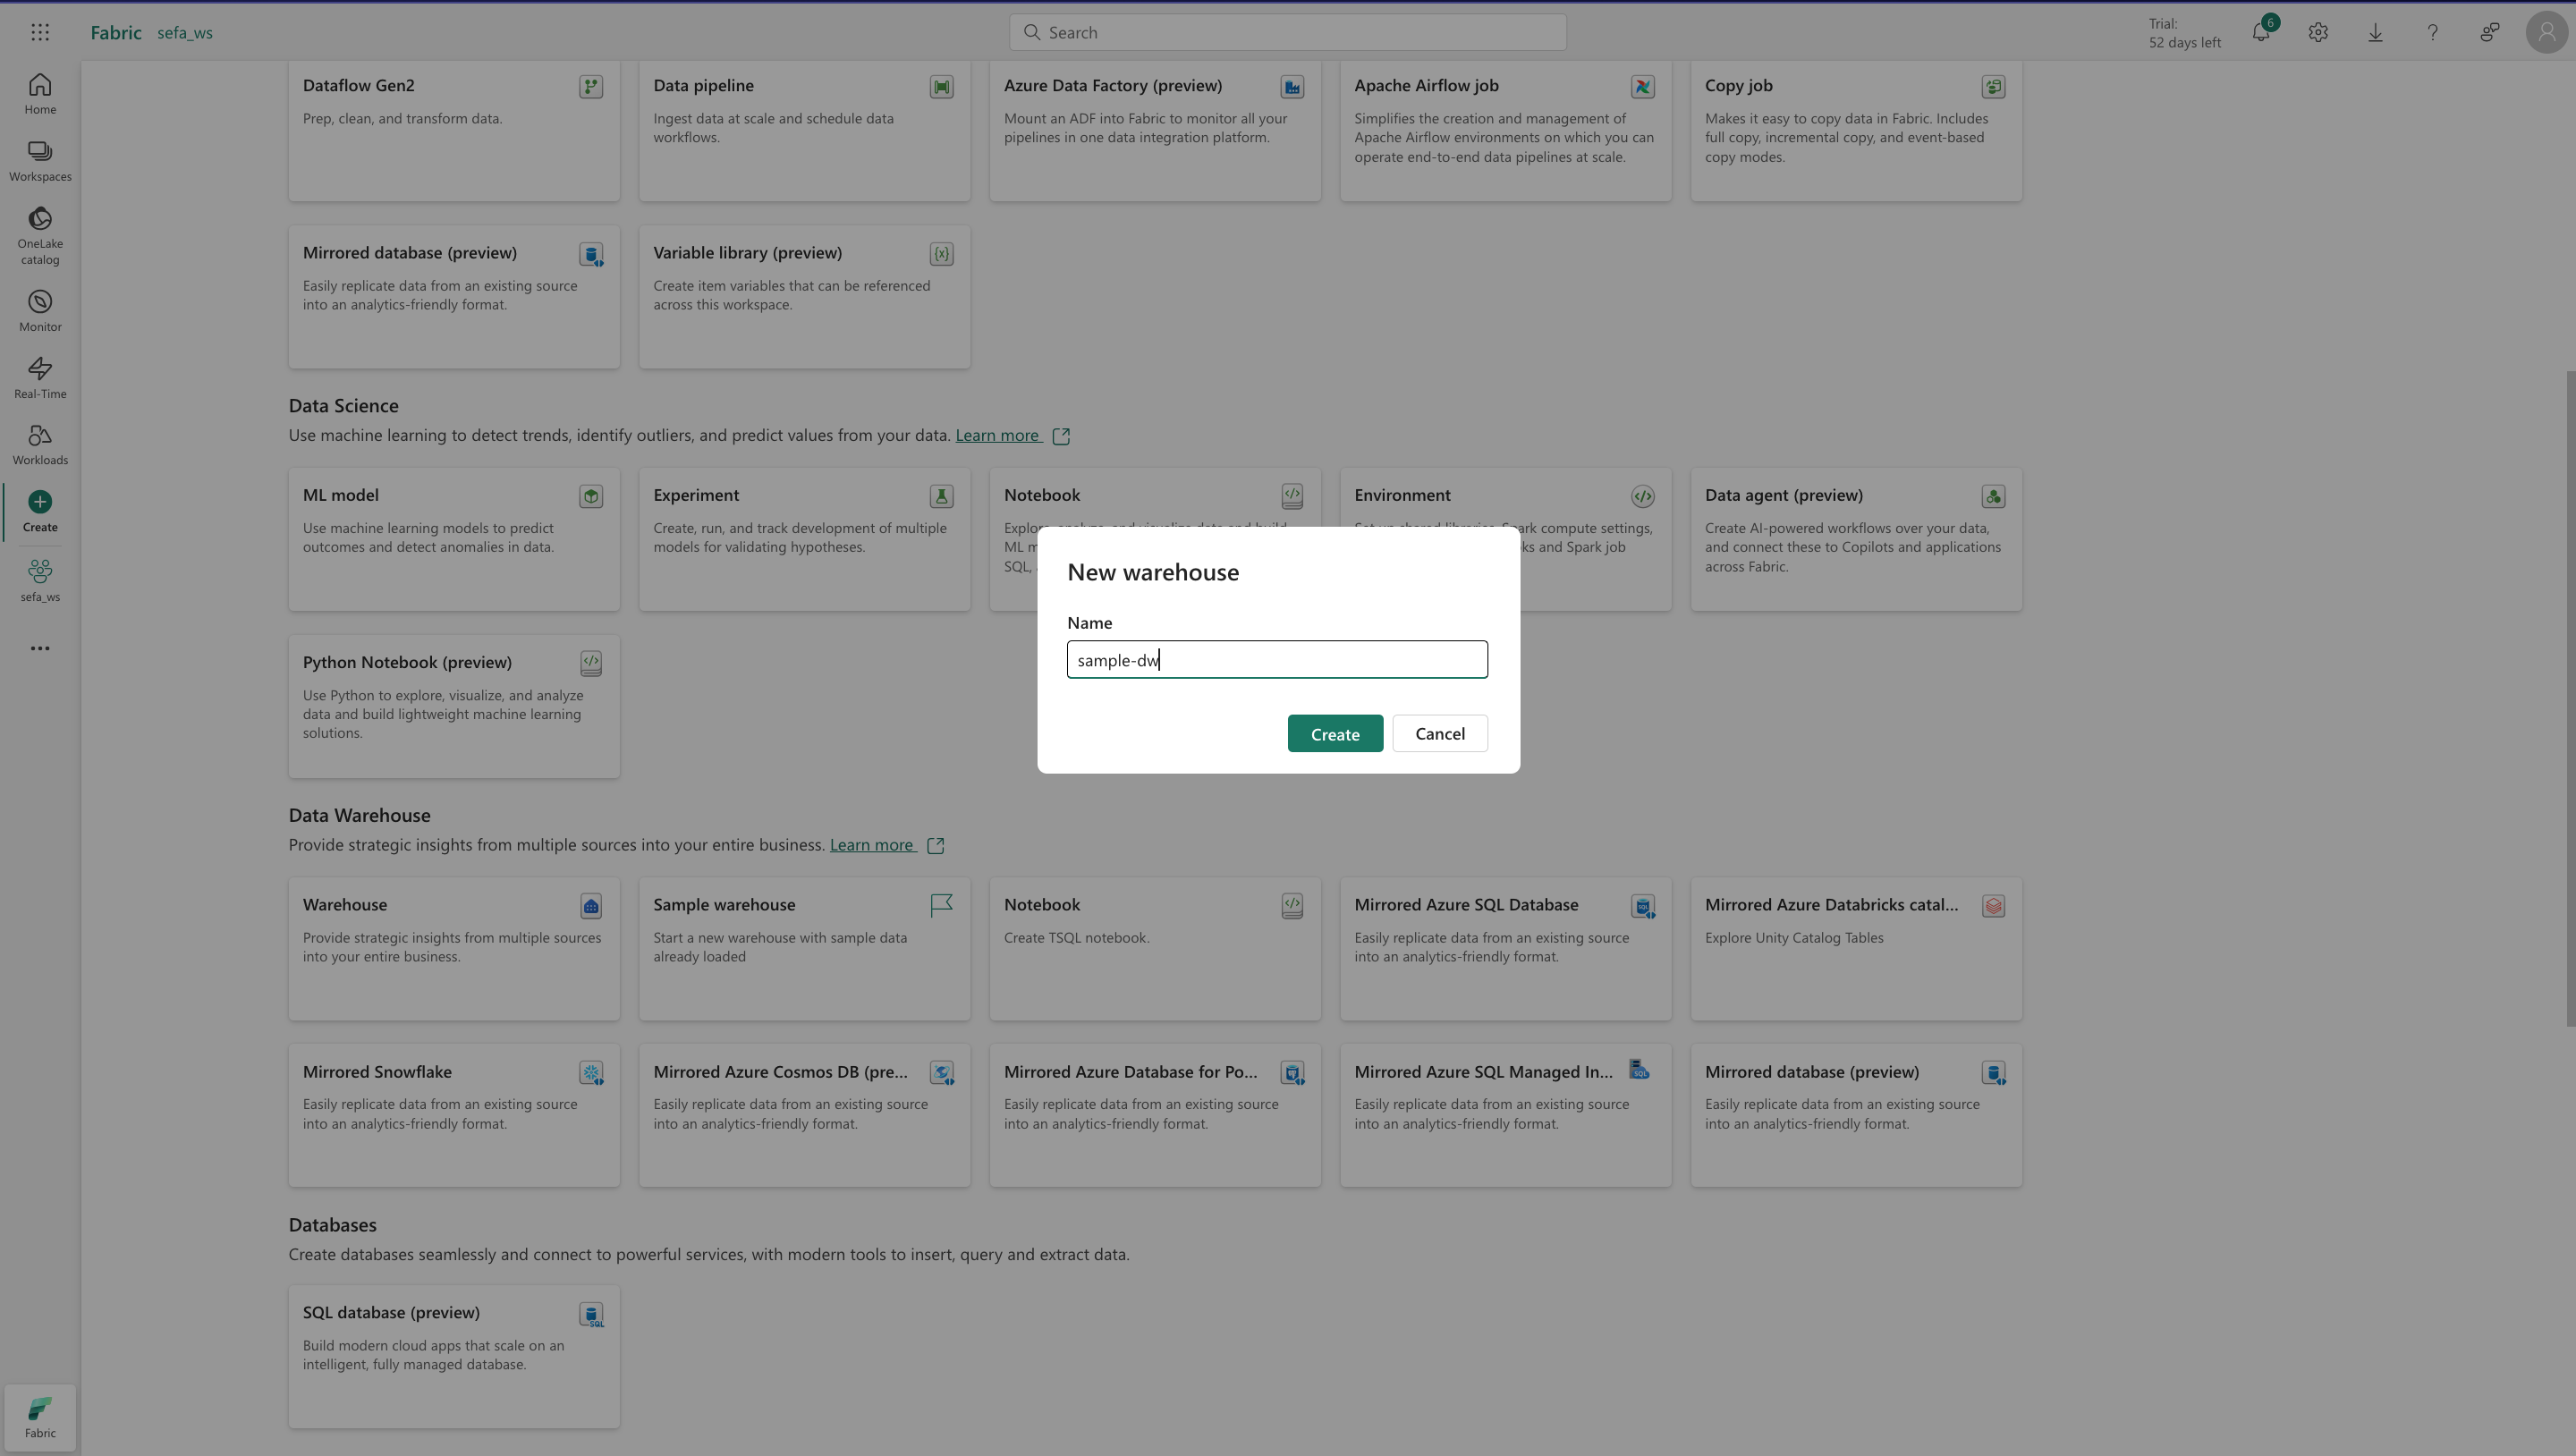 Fabric sefa_ws
Search
Trial:
52 days left
6
Home
Workspaces
OneLake
catalog
Monitor
Real-Time
Workloads
Create
sefa_ws
Fabric
Dataflow Gen2
Prep, clean, and transform data.
Data pipeline
Ingest data at scale and schedule data
workflows.
Azure Data Factory (preview)
Mount an ADF into Fabric to monitor all your
pipelines in one data integration platform.
Apache Airflow job
Simplifies the creation and management of
Apache Airflow environments on which you can
operate end-to-end data pipelines at scale.
Copy job
Makes it easy to copy data in Fabric. Includes
full copy, incremental copy, and event-based
copy modes.
Mirrored database (preview)
Easily replicate data from an existing source
into an analytics-friendly format.
Variable library (preview)
Create item variables that can be referenced
across this workspace.
Data Science
Use machine learning to detect trends, identify outliers, and predict values from your data. Learn more
ML model
Use machine learning models to predict
outcomes and detect anomalies in data.
Experiment
Create, run, and track development of multiple
models for validating hypotheses.
Notebook
ML
SQL,
Environment
compute settings,
and Spark job
Data agent (preview)
Create AI-powered workflows over your data,
and connect these to Copilots and applications
across Fabric.
Python Notebook (preview)
Use Python to explore, visualize, and analyze
data and build lightweight machine learning
solutions.
New warehouse
Name
sample-dw
Create
Cancel
Data Warehouse
Provide strategic insights from multiple sources into your entire business. Learn more
Warehouse
Provide strategic insights from multiple sources
into your entire business.
Sample warehouse
Start a new warehouse with sample data
already loaded
Notebook
Create TSQL notebook.
Mirrored Azure SQL Database
Easily replicate data from an existing source
into an analytics-friendly format.
Mirrored Azure Databricks catal...
Explore Unity Catalog Tables
Mirrored Snowflake
Easily replicate data from an existing source
into an analytics-friendly format.
Mirrored Azure Cosmos DB (pre...
Easily replicate data from an existing source
into an analytics-friendly format.
Mirrored Azure Database for Po...
Easily replicate data from an existing source
into an analytics-friendly format.
Mirrored Azure SQL Managed In...
Easily replicate data from an existing source
into an analytics-friendly format.
Mirrored database (preview)
Easily replicate data from an existing source
into an analytics-friendly format.
Databases
Create databases seamlessly and connect to powerful services, with modern tools to insert, query and extract data.
SQL database (preview)
Build modern cloud apps that scale on an
intelligent, fully managed database.